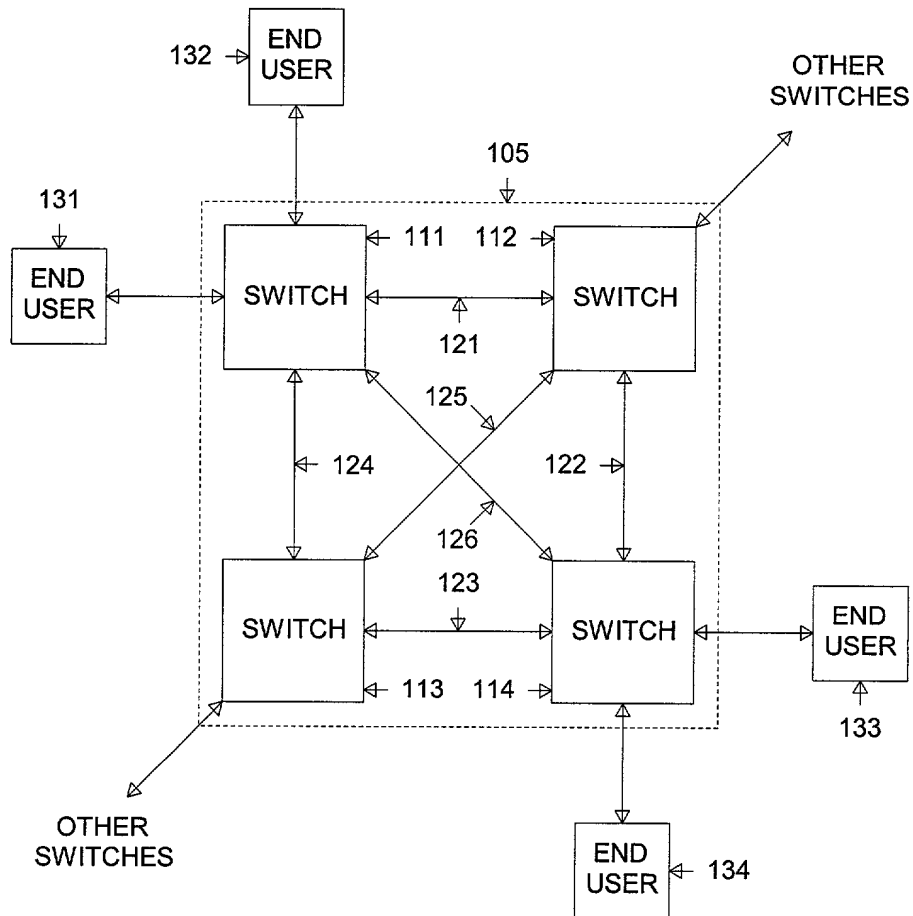 END
USER
132
OTHER
SWITCHES
105
131
111
112
END
USER
SWITCH
SWITCH
121
125
124
122
126
123
SWITCH
SWITCH
END
USER
113
114
133
OTHER
SWITCHES
END
USER
134